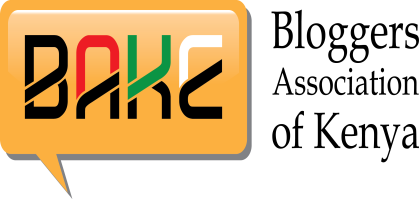 BAKE
Bloggers
Association
of Kenya